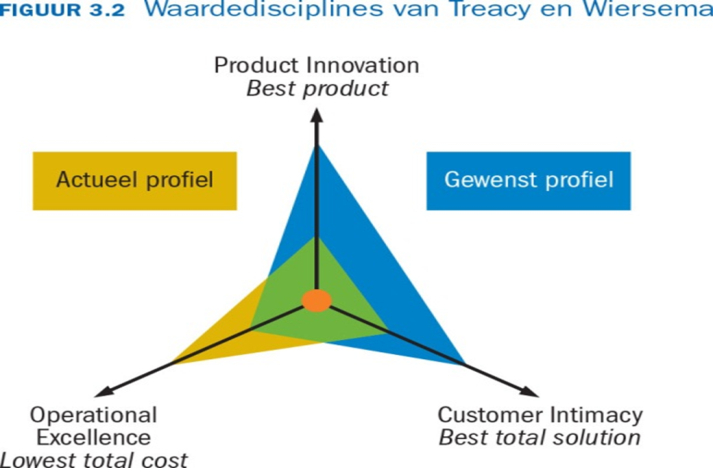 FIGUUR 3.2 Waardedisciplines van Treacy en Wiersema
Product Innovation
Best product
Actueel profiel
Gewenst profiel
Operational
Excellence
Lowest total cost
Customer Intimacy
Best total solution